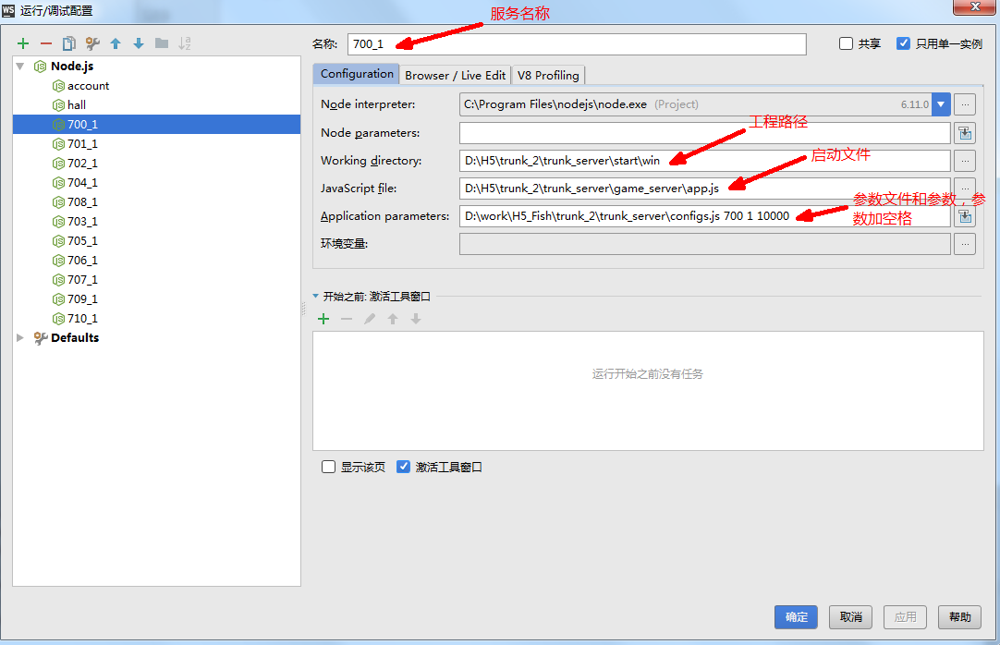 WS 运行/调试配置
服务名称
名称: 700_1
共享
只用单一实例
Node.js
account
hall
700_1
701_1
702_1
704_1
708_1
703_1
705_1
706_1
707_1
709_1
710_1
Defaults
Configuration Browser / Live Edit V8 Profiling
Node interpreter: C:\Program Files\nodejs\node.exe (Project) 6.11.0
工程路径
Node parameters:
启动文件
Working directory: D:\H5\trunk_2\trunk_server\start\win
JavaScript file: D:\H5\trunk_2\trunk_server\game_server\app.js
参数文件和参数，参
数加空格
Application parameters: D:\work\H5_Fish\trunk_2\trunk_server\configs.js 700 1 10000
环境变量:
开始之前: 激活工具窗口
运行开始之前没有任务
显示该页 激活工具窗口
确定 取消 应用 帮助